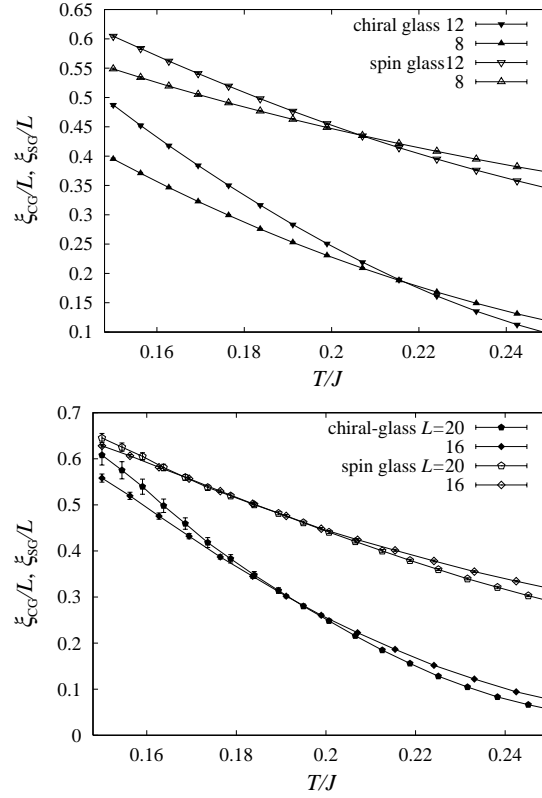 0.65
0.6
0.55
0.5
0.45
0.4
0.35
0.3
0.25
0.2
0.15
0.1
ξCG/L, ξSG/L
chiral glass 12
8
spin glass12
8
0.16 0.18 0.2 0.22 0.24
T/J
0.7
0.6
0.5
0.4
0.3
0.2
0.1
0
ξCG/L, ξSG/L
chiral-glass L=20
16
spin glass L=20
16
0.16 0.18 0.2 0.22 0.24
T/J